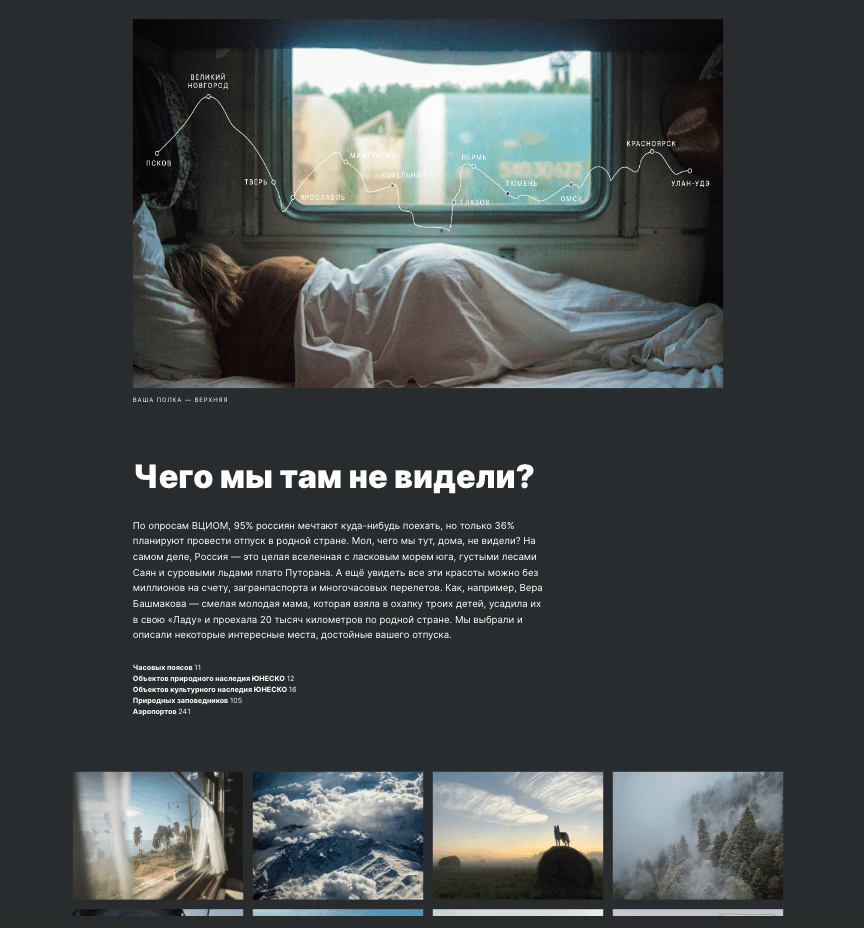 ВЕЛИКИЙ
НОВГОРОД
ПСКОВ
ТВЕРЬ
ЯРОСЛАВЛЬ
МАНТУРОВО
КОТЕЛЬНИЧ
ГЛАЗОВ
ПЕРМЬ
ТЮМЕНЬ
ОМСК
КРАСНОЯРСК
УЛАН-УДЭ
ВАША ПОЛКА — ВЕРХНЯЯ
Чего мы там не видели?
По опросам ВЦИОМ, 95% россиян мечтают куда-нибудь поехать, но только 36%
планируют провести отпуск в родной стране. Мол, чего мы тут, дома, не видели? На
самом деле, Россия — это целая вселенная с ласковым морем юга, густыми лесами
Саян и суровыми льдами плато Путорана. А ещё увидеть все эти красоты можно без
миллионов на счету, загранпаспорта и многочасовых перелетов. Как, например, Вера
Башмакова — смелая молодая мама, которая взяла в охапку троих детей, усадила их
в свою «Ладу» и проехала 20 тысяч километров по родной стране. Мы выбрали и
описали некоторые интересные места, достойные вашего отпуска.
Часовых поясов 11
Объектов природного наследия ЮНЕСКО 12
Объектов культурного наследия ЮНЕСКО 16
Природных заповедников 105
Аэропортов 241